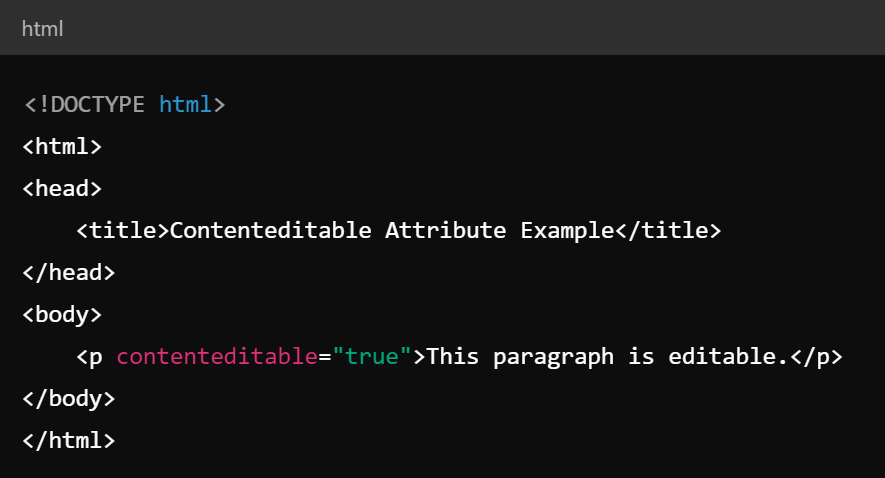 html
<!DOCTYPE html>
<html>
<head>
    <title>Contenteditable Attribute Example</title>
</head>
<body>
    <p contenteditable="true">This paragraph is editable.</p>
</body>
</html>